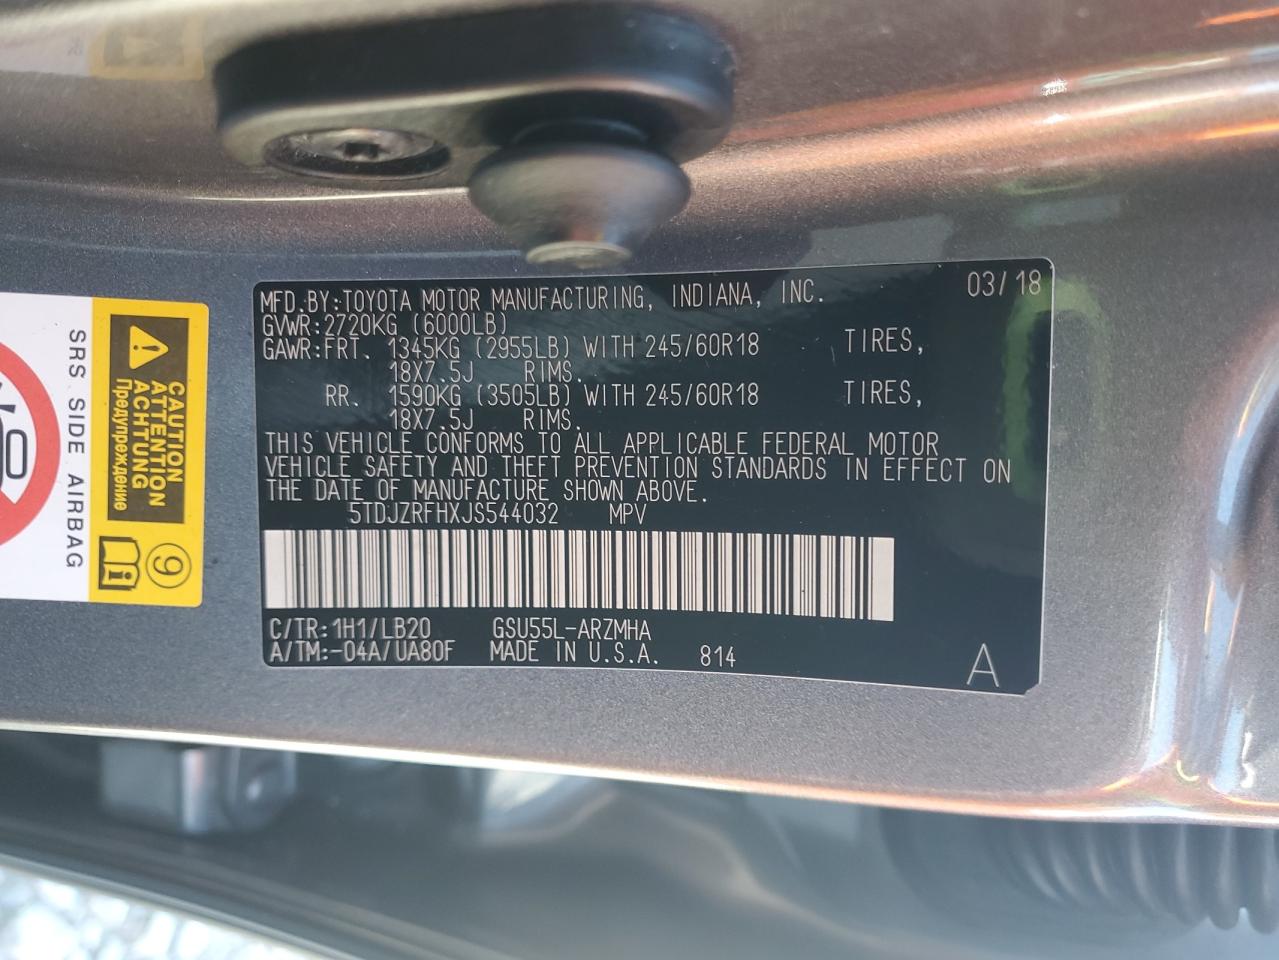 MFD.BY:TOYOTA MOTOR MANUFACTURING, INDIANA, INC. 03/18
GVWR:2720KG (6000LB)
GAWR:FRT. 1345KG (2955LB) WITH 245/60R18 TIRES,
18X7.5J RIMS.
RR. 1590KG (3505LB) WITH 245/60R18 TIRES,
18X7.5J RIMS.
THIS VEHICLE CONFORMS TO ALL APPLICABLE FEDERAL MOTOR
VEHICLE SAFETY AND THEFT PREVENTION STANDARDS IN EFFECT ON
THE DATE OF MANUFACTURE SHOWN ABOVE.
5TDJZRFHXJS544032 MPV
C/TR:1H1/LB20 GSU55L-ARZMHA
A/TM:-04A/UA80F MADE IN U.S.A. 814 A
CAUTION
ATTENTION
ACHTUNG
Предупреждение
i 9
SRS SIDE AIRBAG